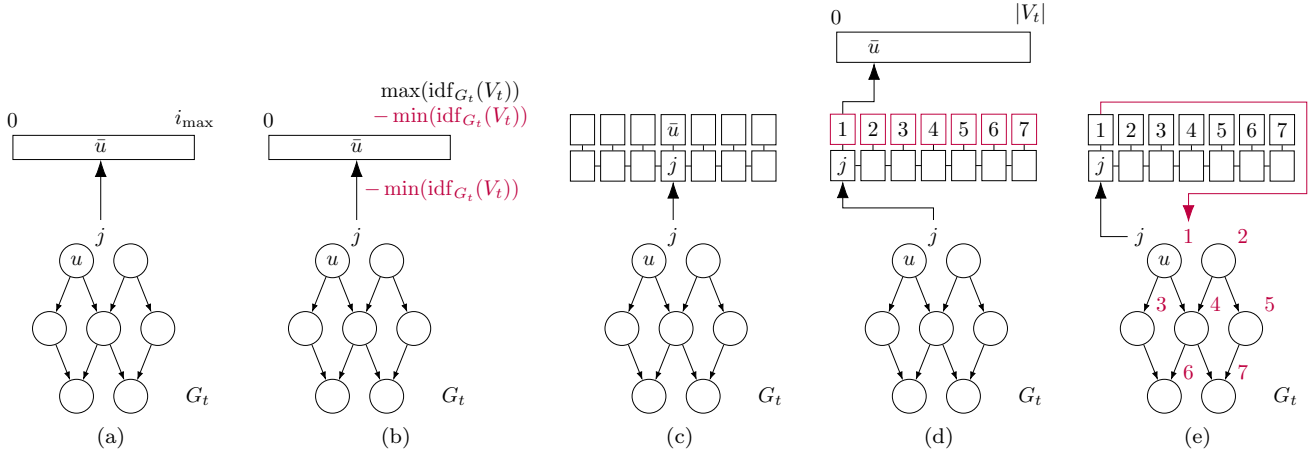 0 i_max
ū
j
u
G_t
(a)
max(idf_{G_t}(V_t))
0 − min(idf_{G_t}(V_t))
ū
− min(idf_{G_t}(V_t))
j
u
G_t
(b)
ū
j
j
u
G_t
(c)
0 |V_t|
ū
1 2 3 4 5 6 7
j
j
u
G_t
(d)
1 2 3 4 5 6 7
j
j 1 2
u
3 4 5
6 7
G_t
(e)